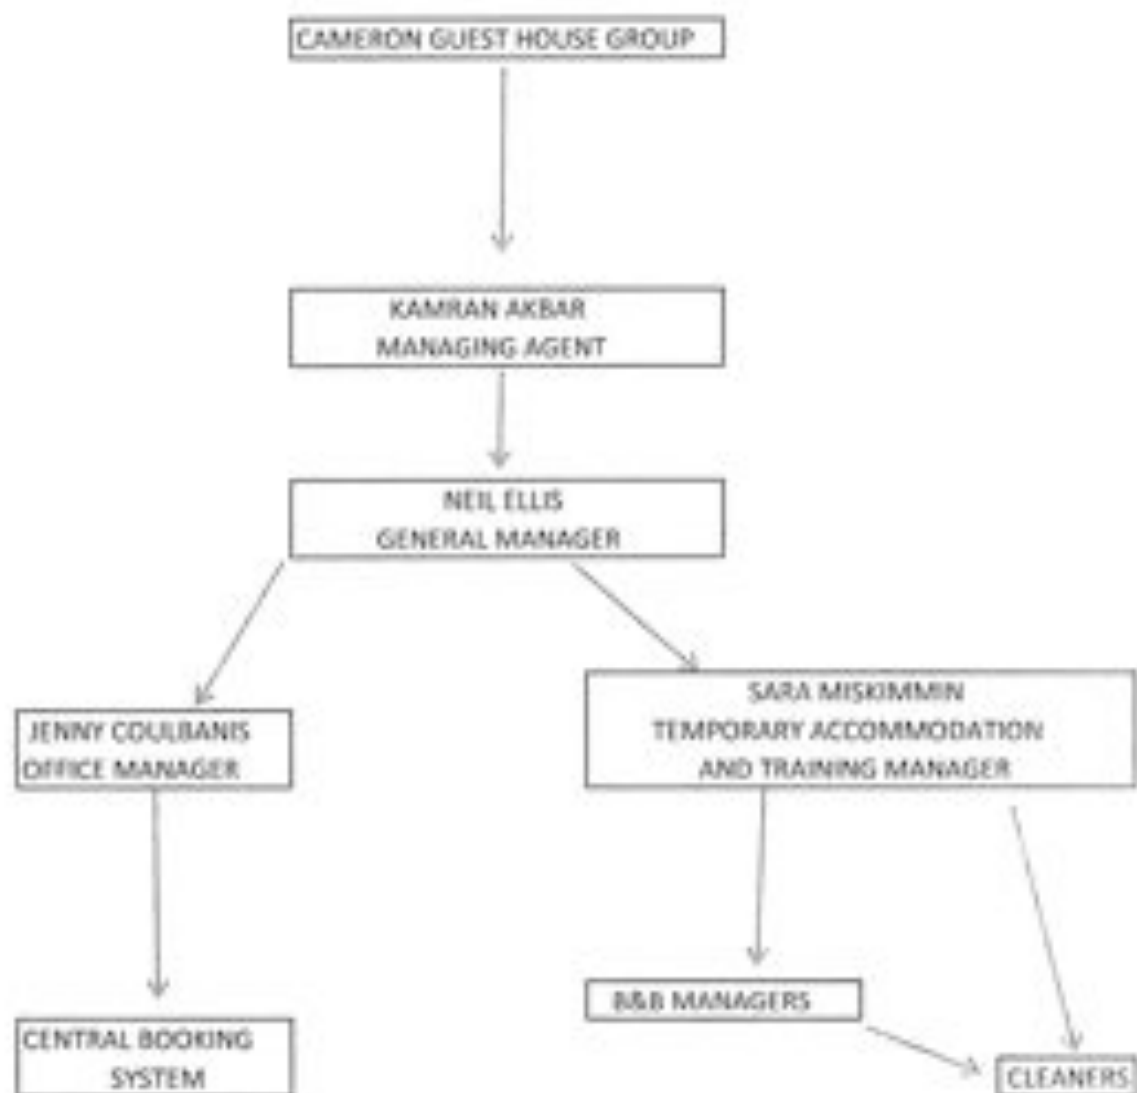 CAMERON GUEST HOUSE GROUP
KAMRAN AKBAR
MANAGING AGENT
NEIL ELLIS
GENERAL MANAGER
JENNY COULBANIS
OFFICE MANAGER
SARA MISKIMMIN
TEMPORARY ACCOMMODATION
AND TRAINING MANAGER
B&B MANAGERS
CENTRAL BOOKING
SYSTEM
CLEANERS